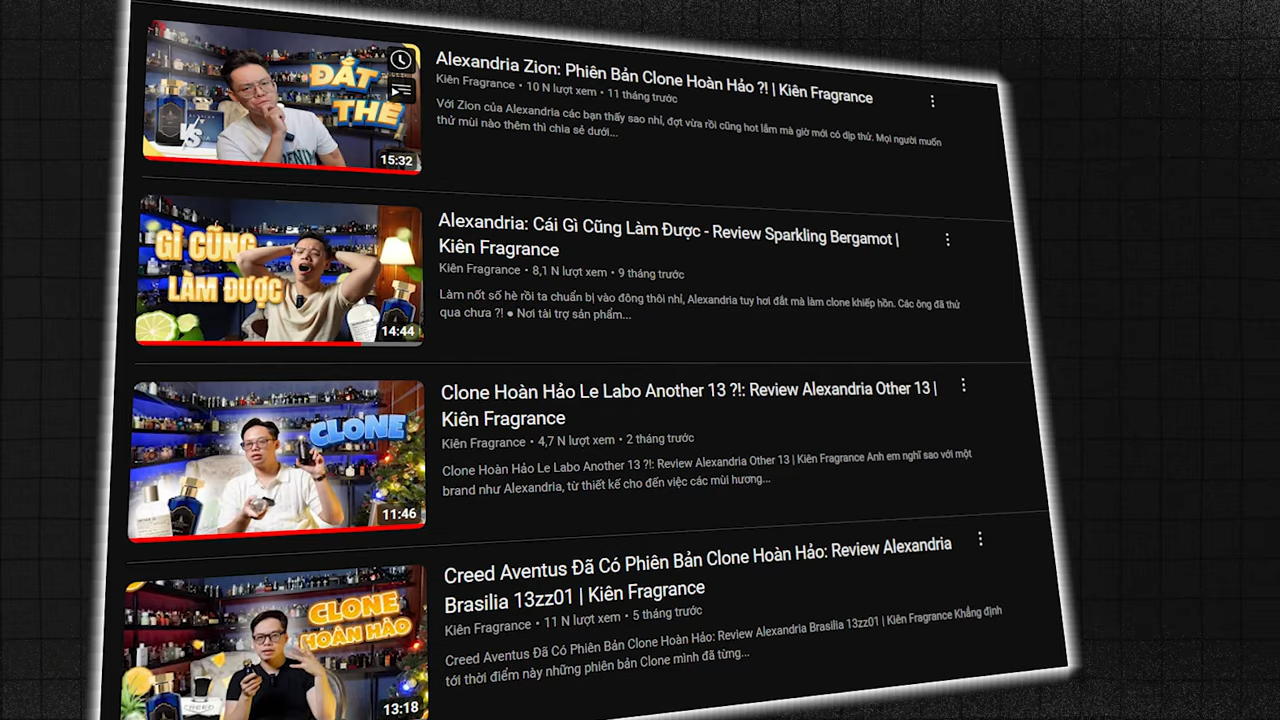 ĐẮT
THẾ
VS
15:32
Alexandria Zion: Phiên Bản Clone Hoàn Hảo ?! | Kiên Fragrance
Kiên Fragrance • 10 N lượt xem • 11 tháng trước
Với Zion của Alexandria các bạn thấy sao nhỉ, đợt vừa rồi cũng hot lắm mà giờ mới có dịp thử. Mọi người muốn
thử mùi nào thêm thì chia sẻ dưới...
GÌ CŨNG
LÀM ĐƯỢC
14:44
Alexandria: Cái Gì Cũng Làm Được - Review Sparkling Bergamot |
Kiên Fragrance
Kiên Fragrance • 8,1 N lượt xem • 9 tháng trước
Làm nốt số hè rồi ta chuẩn bị vào đông thôi nhỉ, Alexandria tuy hơi đắt mà làm clone khiếp hồn. Các ông đã thử
qua chưa ?! ● Nơi tài trợ sản phẩm...
CLONE
11:46
Clone Hoàn Hảo Le Labo Another 13 ?!: Review Alexandria Other 13 |
Kiên Fragrance
Kiên Fragrance • 4,7 N lượt xem • 2 tháng trước
Clone Hoàn Hảo Le Labo Another 13 ?!: Review Alexandria Other 13 | Kiên Fragrance Anh em nghĩ sao với một
brand như Alexandria, từ thiết kế cho đến việc các mùi hương...
CLONE
HOÀN HẢO
13:18
Creed Aventus Đã Có Phiên Bản Clone Hoàn Hảo: Review Alexandria
Brasilia 13zz01 | Kiên Fragrance
Kiên Fragrance • 11 N lượt xem • 5 tháng trước
Creed Aventus Đã Có Phiên Bản Clone Hoàn Hảo: Review Alexandria Brasilia 13zz01 | Kiên Fragrance Khẳng định
tới thời điểm này những phiên bản Clone mình đã từng...